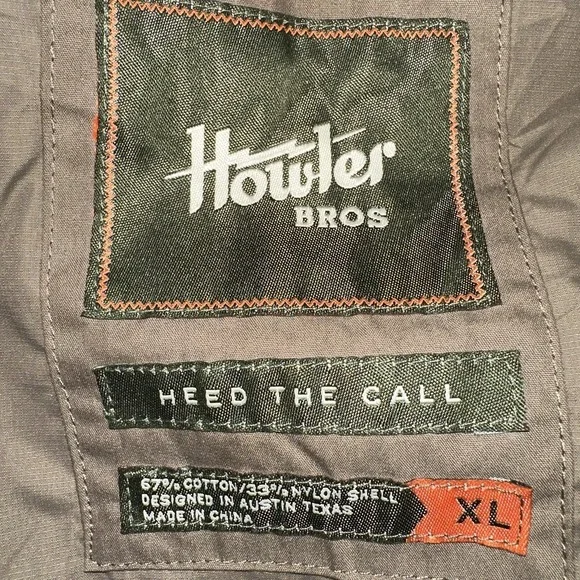 Howler
BROS
HEED THE CALL
67% COTTON/33% NYLON SHELL
DESIGNED IN AUSTIN TEXAS
MADE IN CHINA
XL